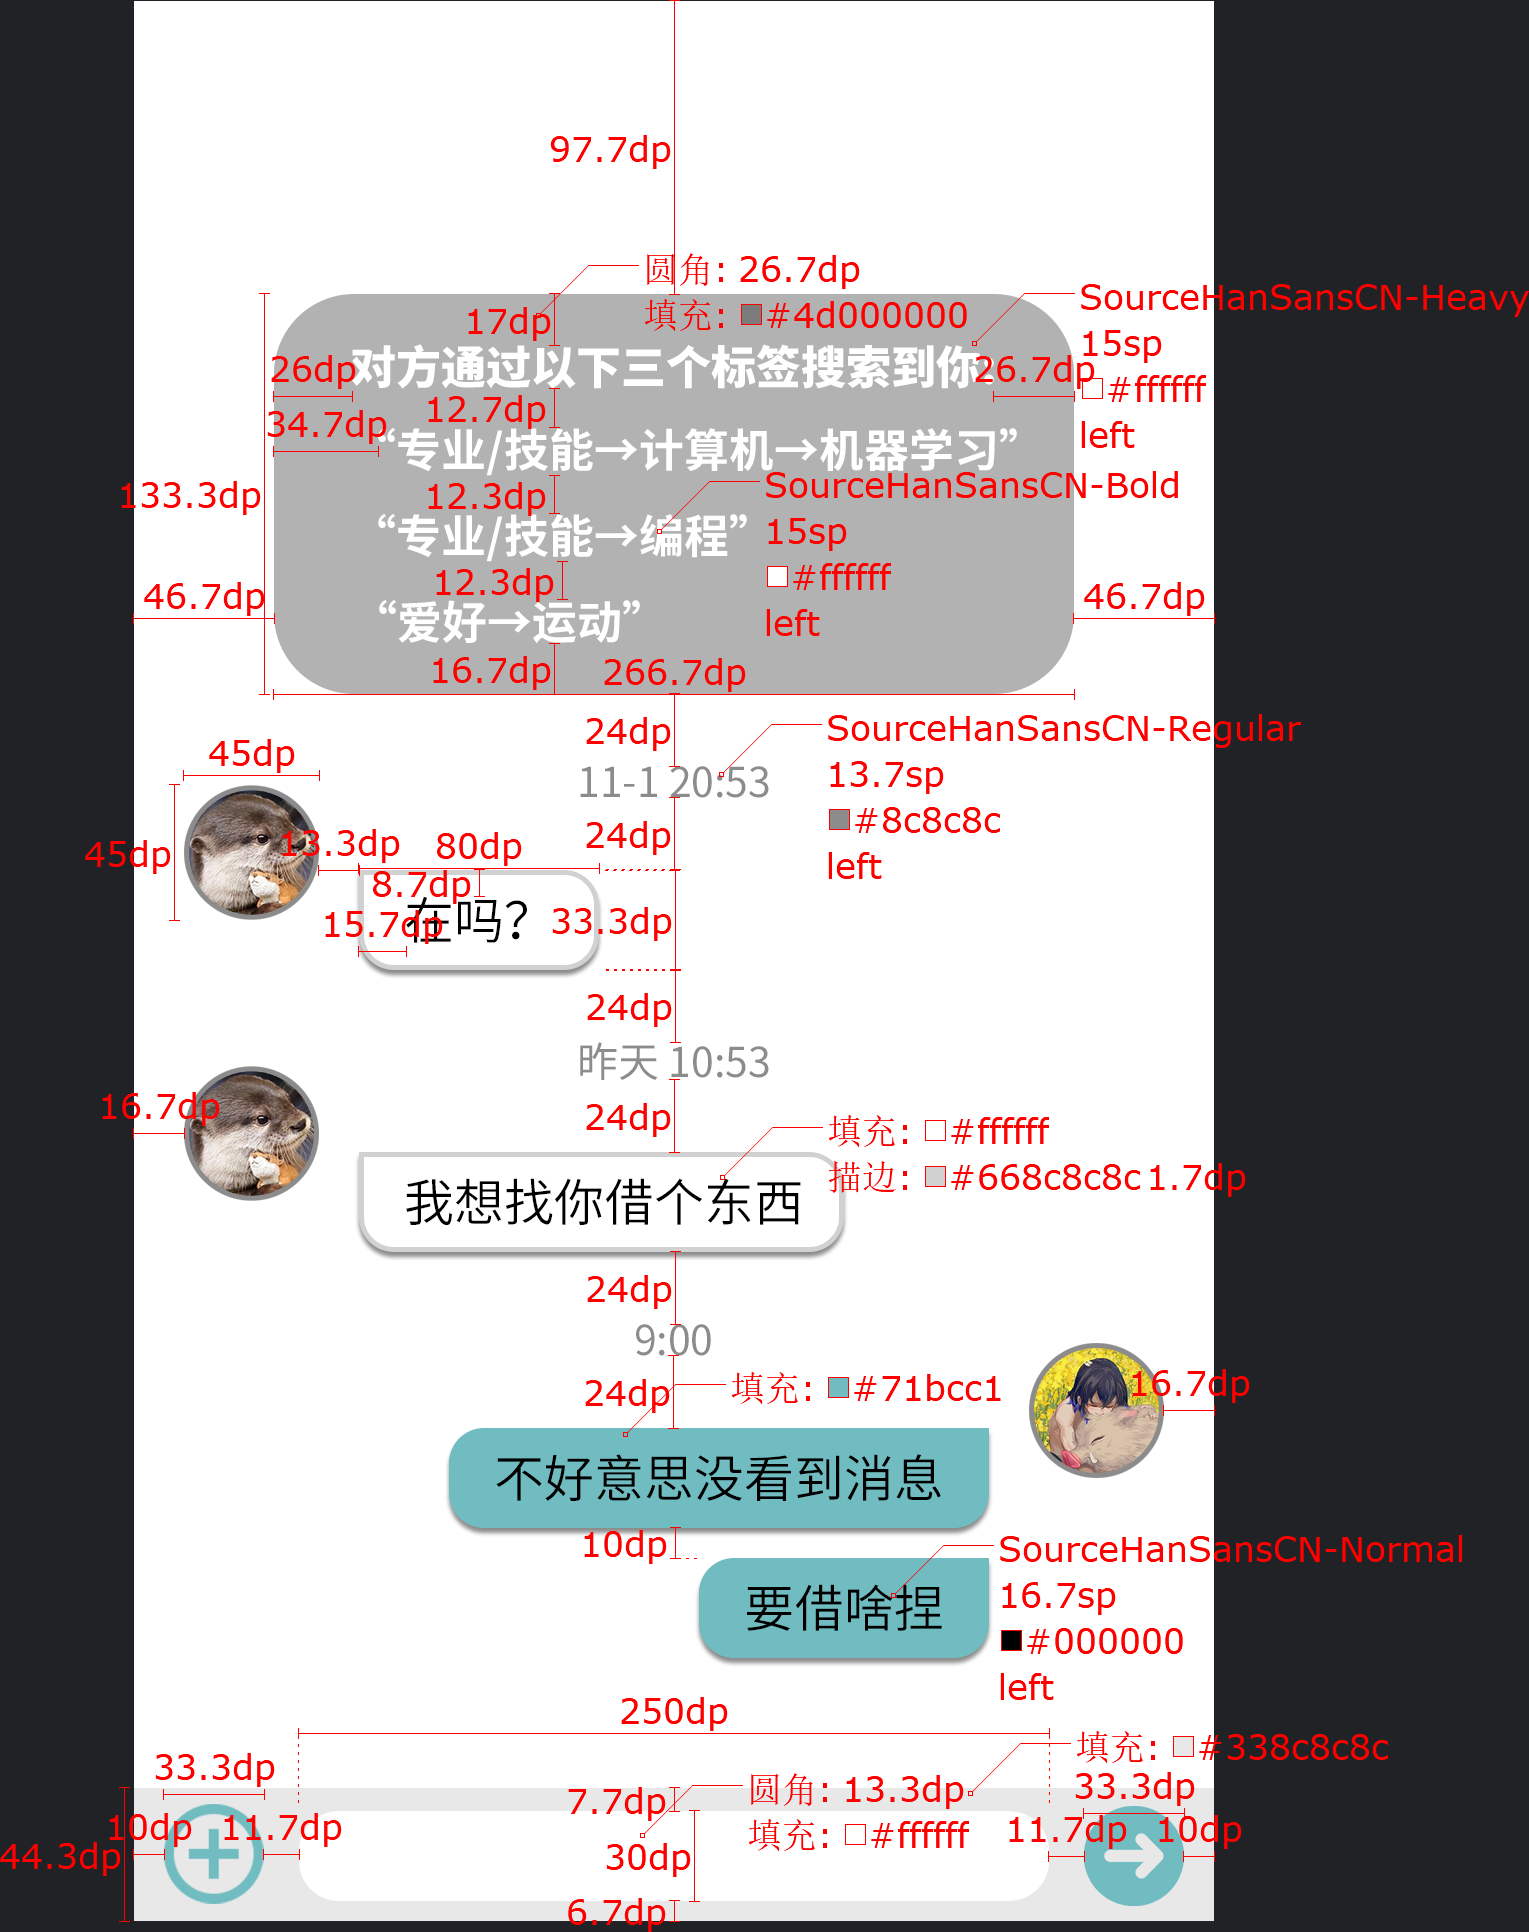 97.7dp
圆角: 26.7dp
填充: #4d000000
SourceHanSansCN-Heavy
15sp
#ffffff
left
17dp
对方通过以下三个标签搜索到你。
26dp
26.7dp
12.7dp
34.7dp
“专业/技能→计算机→机器学习”
133.3dp
12.3dp
SourceHanSansCN-Bold
15sp
#ffffff
left
“专业/技能→编程”
12.3dp
46.7dp
46.7dp
“爱好→运动”
16.7dp
266.7dp
24dp
SourceHanSansCN-Regular
13.7sp
#8c8c8c
left
11-1 20:53
45dp
45dp
24dp
13.3dp
80dp
8.7dp
15.7dp
在吗？
33.3dp
24dp
昨天 10:53
16.7dp
24dp
填充: #ffffff
描边: #668c8c8c 1.7dp
我想找你借个东西
24dp
9:00
24dp
填充: #71bcc1
16.7dp
不好意思没看到消息
10dp
SourceHanSansCN-Normal
16.7sp
#000000
left
要借啥捏
250dp
填充: #338c8c8c
33.3dp
33.3dp
圆角: 13.3dp
填充: #ffffff
7.7dp
10dp
11.7dp
11.7dp
10dp
44.3dp
30dp
6.7dp